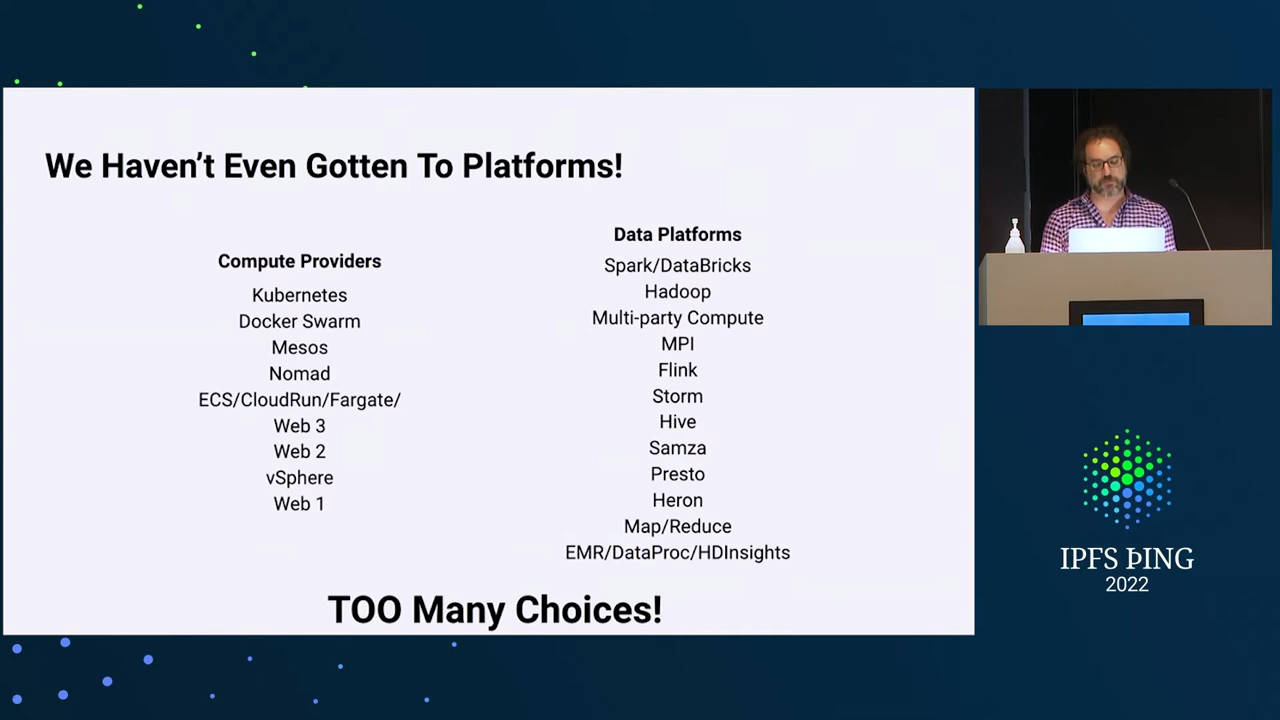 We Haven't Even Gotten To Platforms!
Compute Providers
Kubernetes
Docker Swarm
Mesos
Nomad
ECS/CloudRun/Fargate/
Web 3
Web 2
vSphere
Web 1
Data Platforms
Spark/DataBricks
Hadoop
Multi-party Compute
MPI
Flink
Storm
Hive
Samza
Presto
Heron
Map/Reduce
EMR/DataProc/HDInsights
TOO Many Choices!
IPFS ÞING
2022